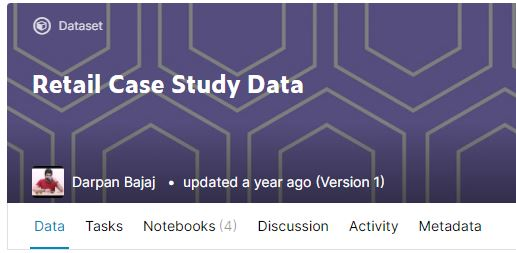 Dataset
Retail Case Study Data
Darpan Bajaj • updated a year ago (Version 1)
Data Tasks Notebooks (4) Discussion Activity Metadata